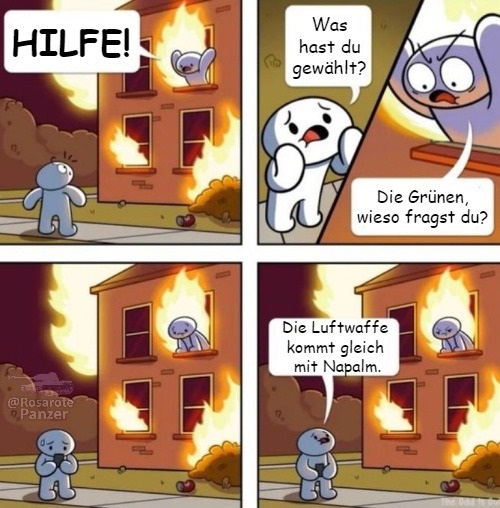 HILFE!
Was
hast du
gewählt?
Die Grünen,
wieso fragst du?
@Rosarote
Panzer
Die Luftwaffe
kommt gleich
mit Napalm.